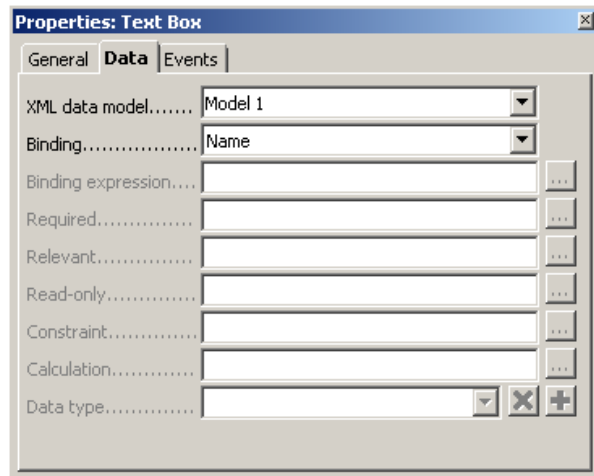 Properties: Text Box
General Data Events
XML data model....... Model 1
Binding.................. Name
Binding expression.... ...
Required............... ...
Relevant............... ...
Read-only.............. ...
Constraint.............. ...
Calculation............. ...
Data type..............